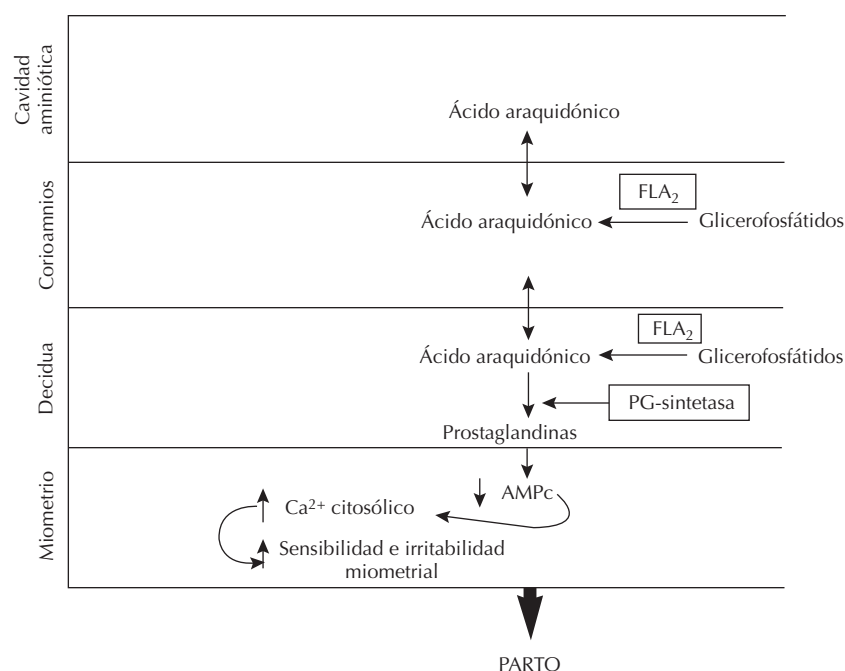 Cavidad
aminiótica
Ácido araquidónico
Corioamnios
FLA₂
Ácido araquidónico
Glicerofosfátidos
Decidua
FLA₂
Ácido araquidónico
Glicerofosfátidos
PG-sintetasa
Prostaglandinas
Miometrio
AMPc
Ca²⁺ citosólico
Sensibilidad e irritabilidad
miometrial
PARTO